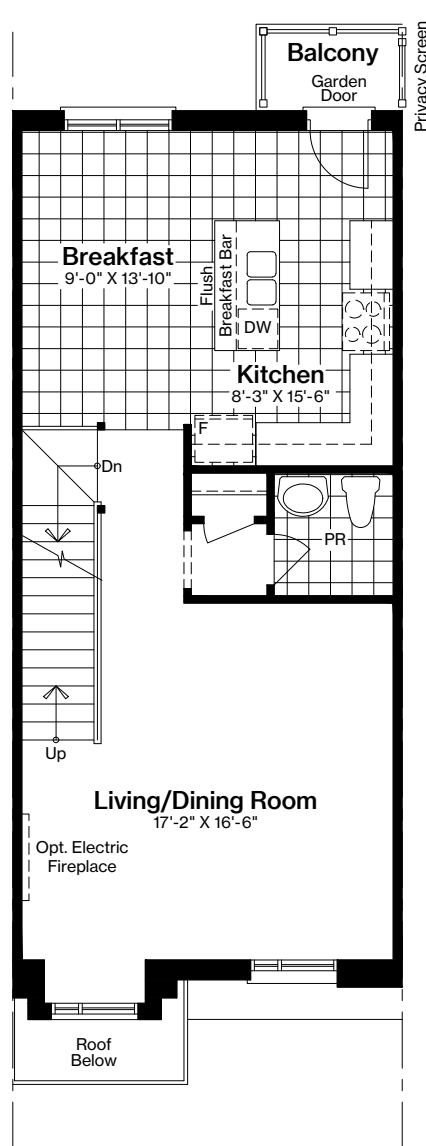 Balcony
Garden
Door
Privacy Screen
Breakfast
9'-0" X 13'-10"
Flush
Breakfast Bar
DW
Kitchen
8'-3" X 15'-6"
F
Dn
PR
Up
Living/Dining Room
17'-2" X 16'-6"
Opt. Electric
Fireplace
Roof
Below